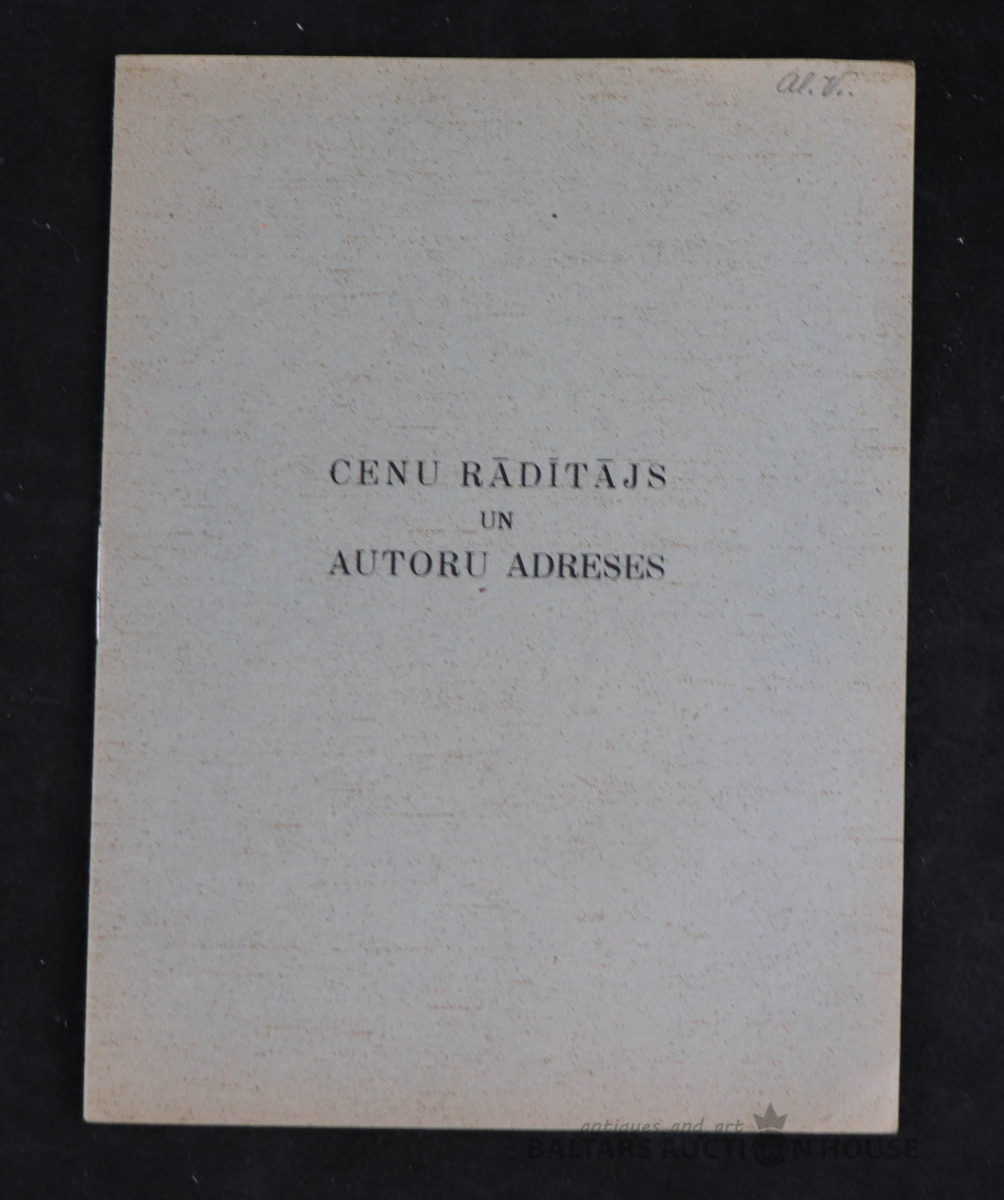 Al. V..
CENU RĀDĪTĀJS
UN
AUTORU ADRESES
antiques and art
BALTARS AUCTION HOUSE